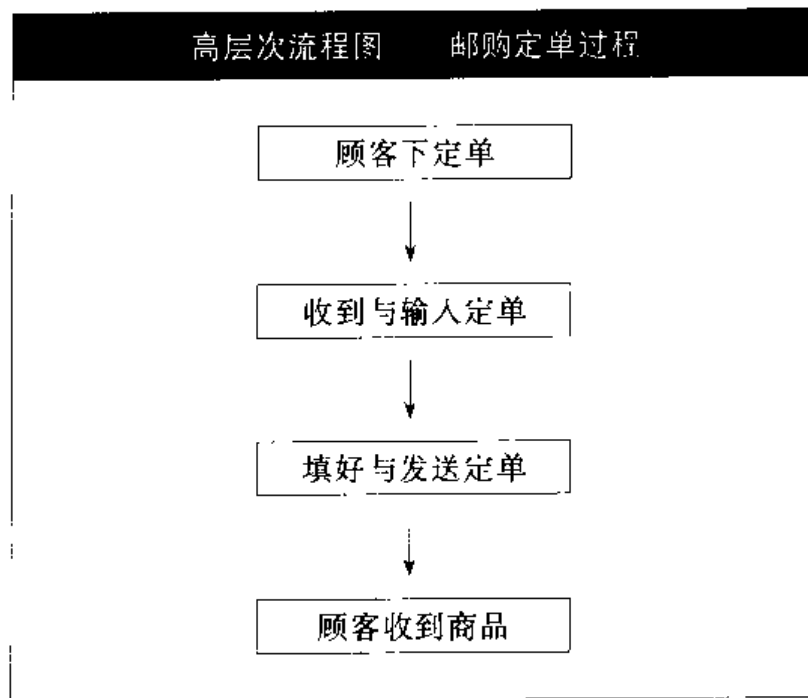 高层次流程图 邮购定单过程
顾客下定单
收到与输入定单
填好与发送定单
顾客收到商品